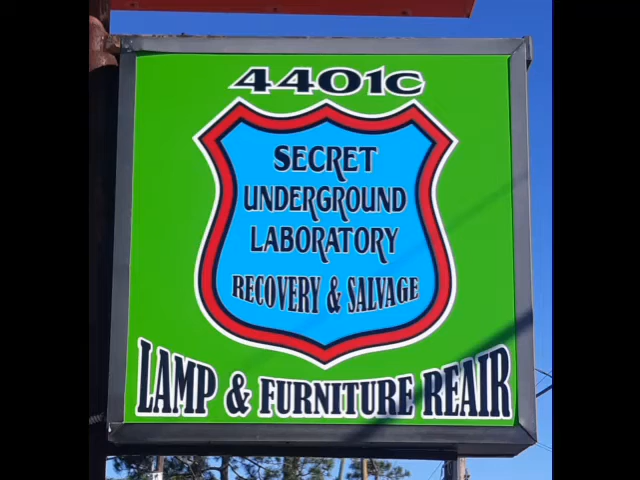 4401C
SECRET
UNDERGROUND
LABORATORY
RECOVERY & SALVAGE
LAMP & FURNITURE REAIR